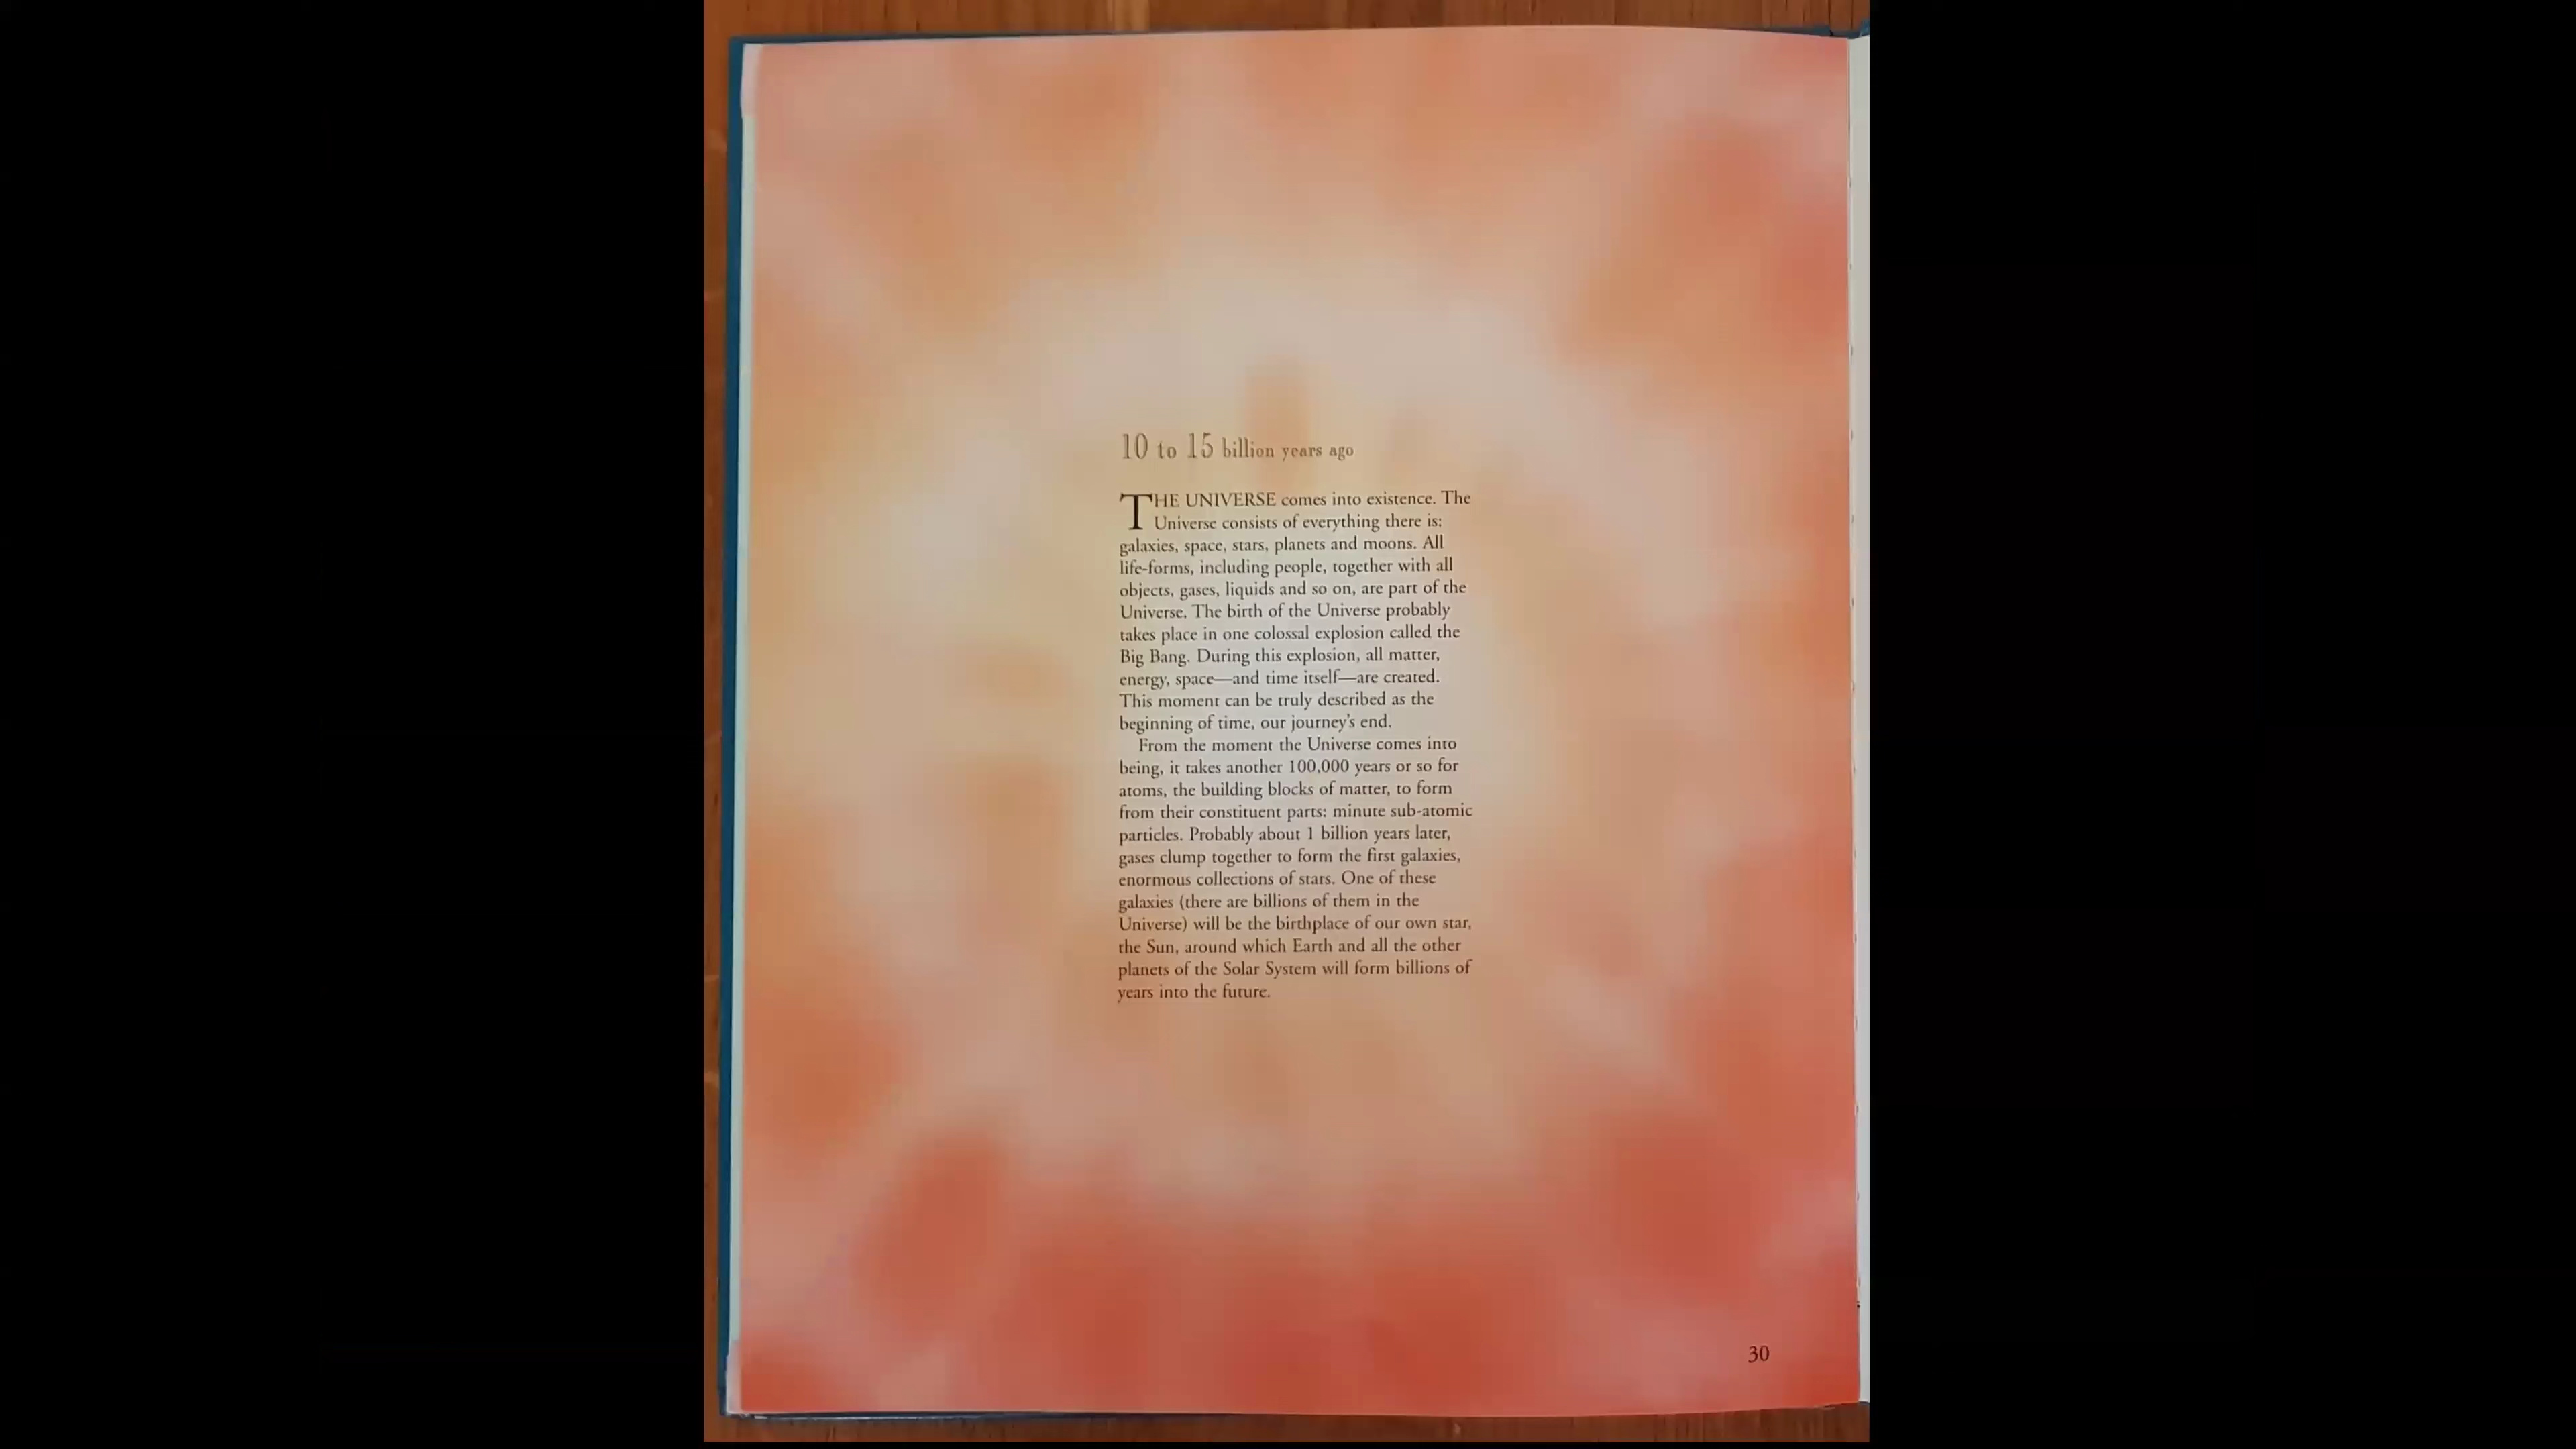 10 to 15 billion years ago
THE UNIVERSE comes into existence. The
Universe consists of everything there is:
galaxies, space, stars, planets and moons. All
life-forms, including people, together with all
objects, gases, liquids and so on, are part of the
Universe. The birth of the Universe probably
takes place in one colossal explosion called the
Big Bang. During this explosion, all matter,
energy, space—and time itself—are created.
This moment can be truly described as the
beginning of time, our journey's end.
From the moment the Universe comes into
being, it takes another 100,000 years or so for
atoms, the building blocks of matter, to form
from their constituent parts: minute sub-atomic
particles. Probably about 1 billion years later,
gases clump together to form the first galaxies,
enormous collections of stars. One of these
galaxies (there are billions of them in the
Universe) will be the birthplace of our own star,
the Sun, around which Earth and all the other
planets of the Solar System will form billions of
years into the future.
30